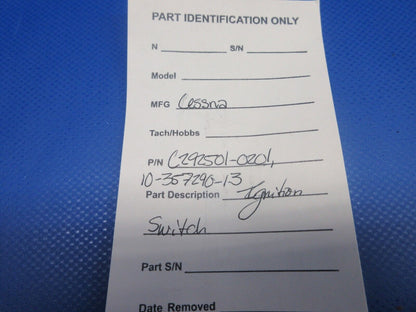 PART IDENTIFICATION ONLY
N S/N
Model
MFG Cessna
Tach/Hobbs
P/N C292501-0201,
10-357290-13
Part Description Ignition
Switch
Part S/N
Date Removed